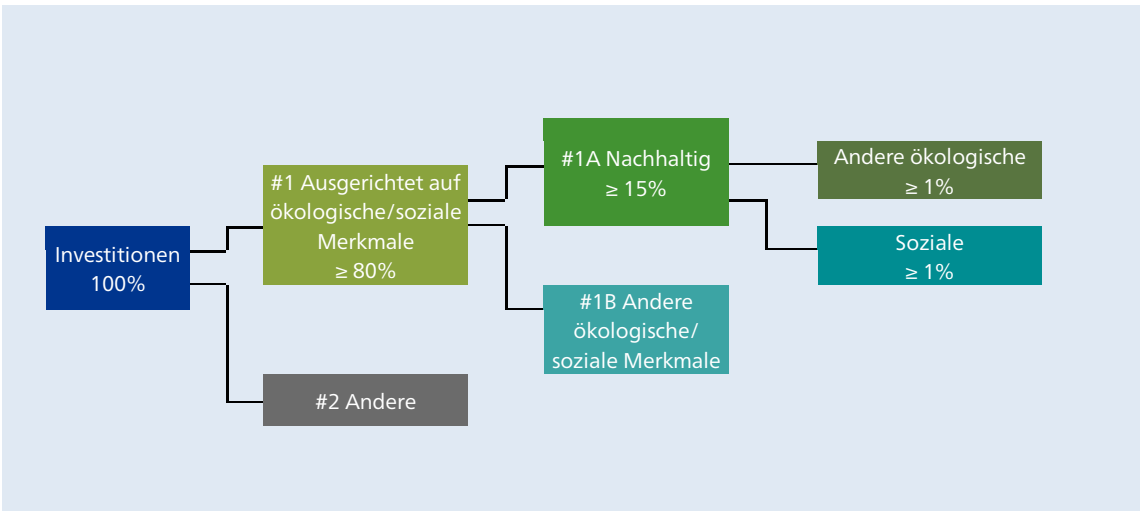 Investitionen
100%
#1 Ausgerichtet auf
ökologische/soziale
Merkmale
≥ 80%
#2 Andere
#1A Nachhaltig
≥ 15%
#1B Andere
ökologische/
soziale Merkmale
Andere ökologische
≥ 1%
Soziale
≥ 1%